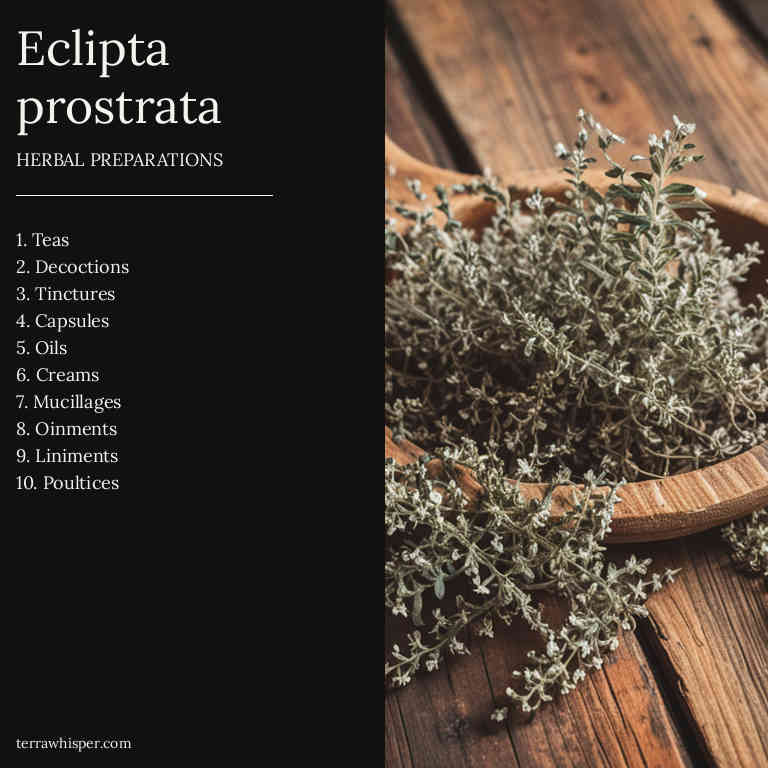 Eclipta
prostrata
HERBAL PREPARATIONS
1. Teas
2. Decoctions
3. Tinctures
4. Capsules
5. Oils
6. Creams
7. Mucillages
8. Oinments
9. Liniments
10. Poultices
terrawhisper.com